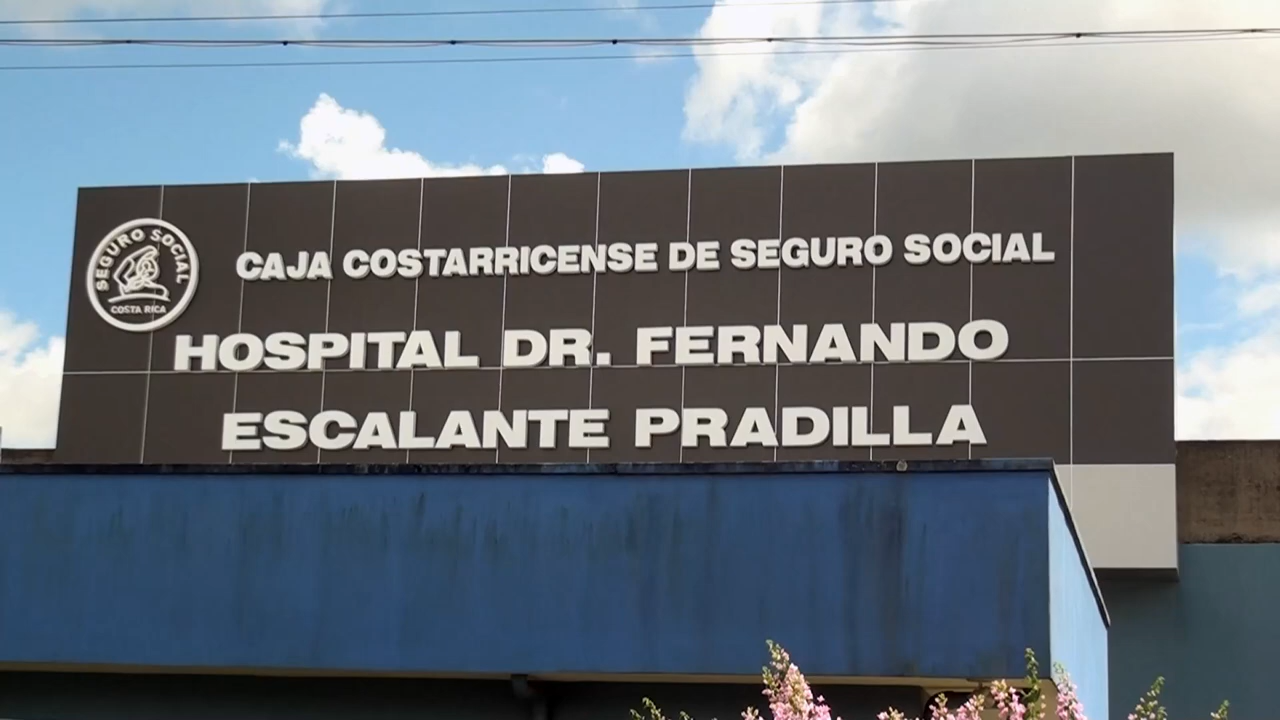 SEGURO SOCIAL
COSTA RICA
CAJA COSTARRICENSE DE SEGURO SOCIAL
HOSPITAL DR. FERNANDO
ESCALANTE PRADILLA